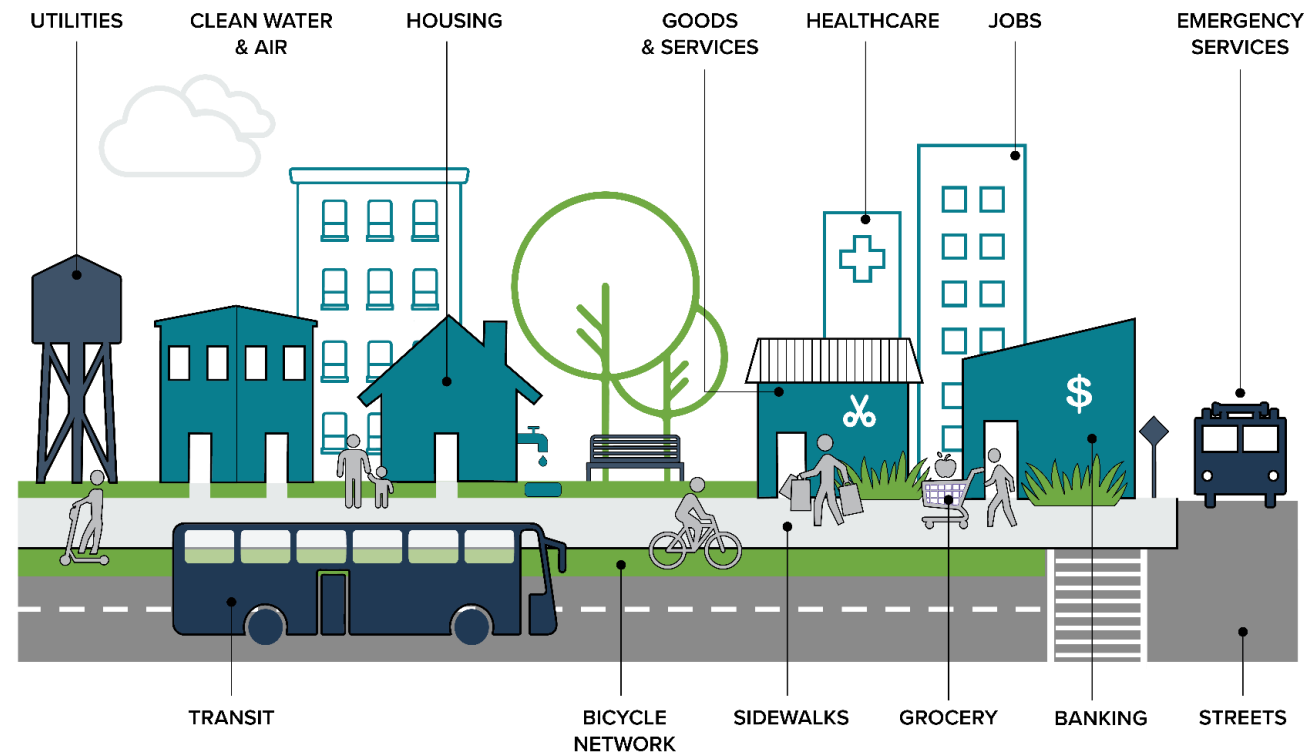 UTILITIES
CLEAN WATER
& AIR
HOUSING
GOODS
& SERVICES
HEALTHCARE
JOBS
EMERGENCY
SERVICES
$
TRANSIT
BICYCLE
NETWORK
SIDEWALKS
GROCERY
BANKING
STREETS